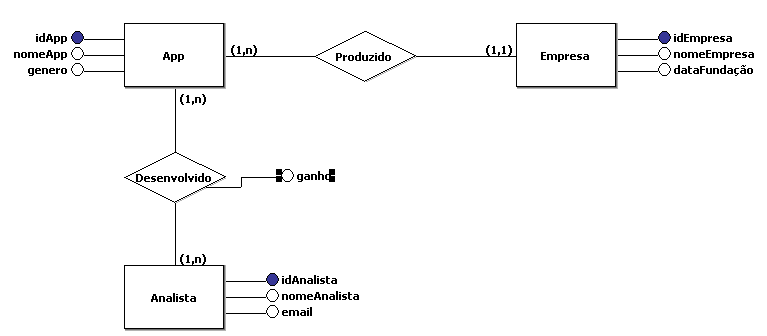 idApp
nomeApp
genero
App
(1,n)
Produzido
(1,1)
Empresa
idEmpresa
nomeEmpresa
dataFundação
(1,n)
Desenvolvido
ganho
(1,n)
Analista
idAnalista
nomeAnalista
email